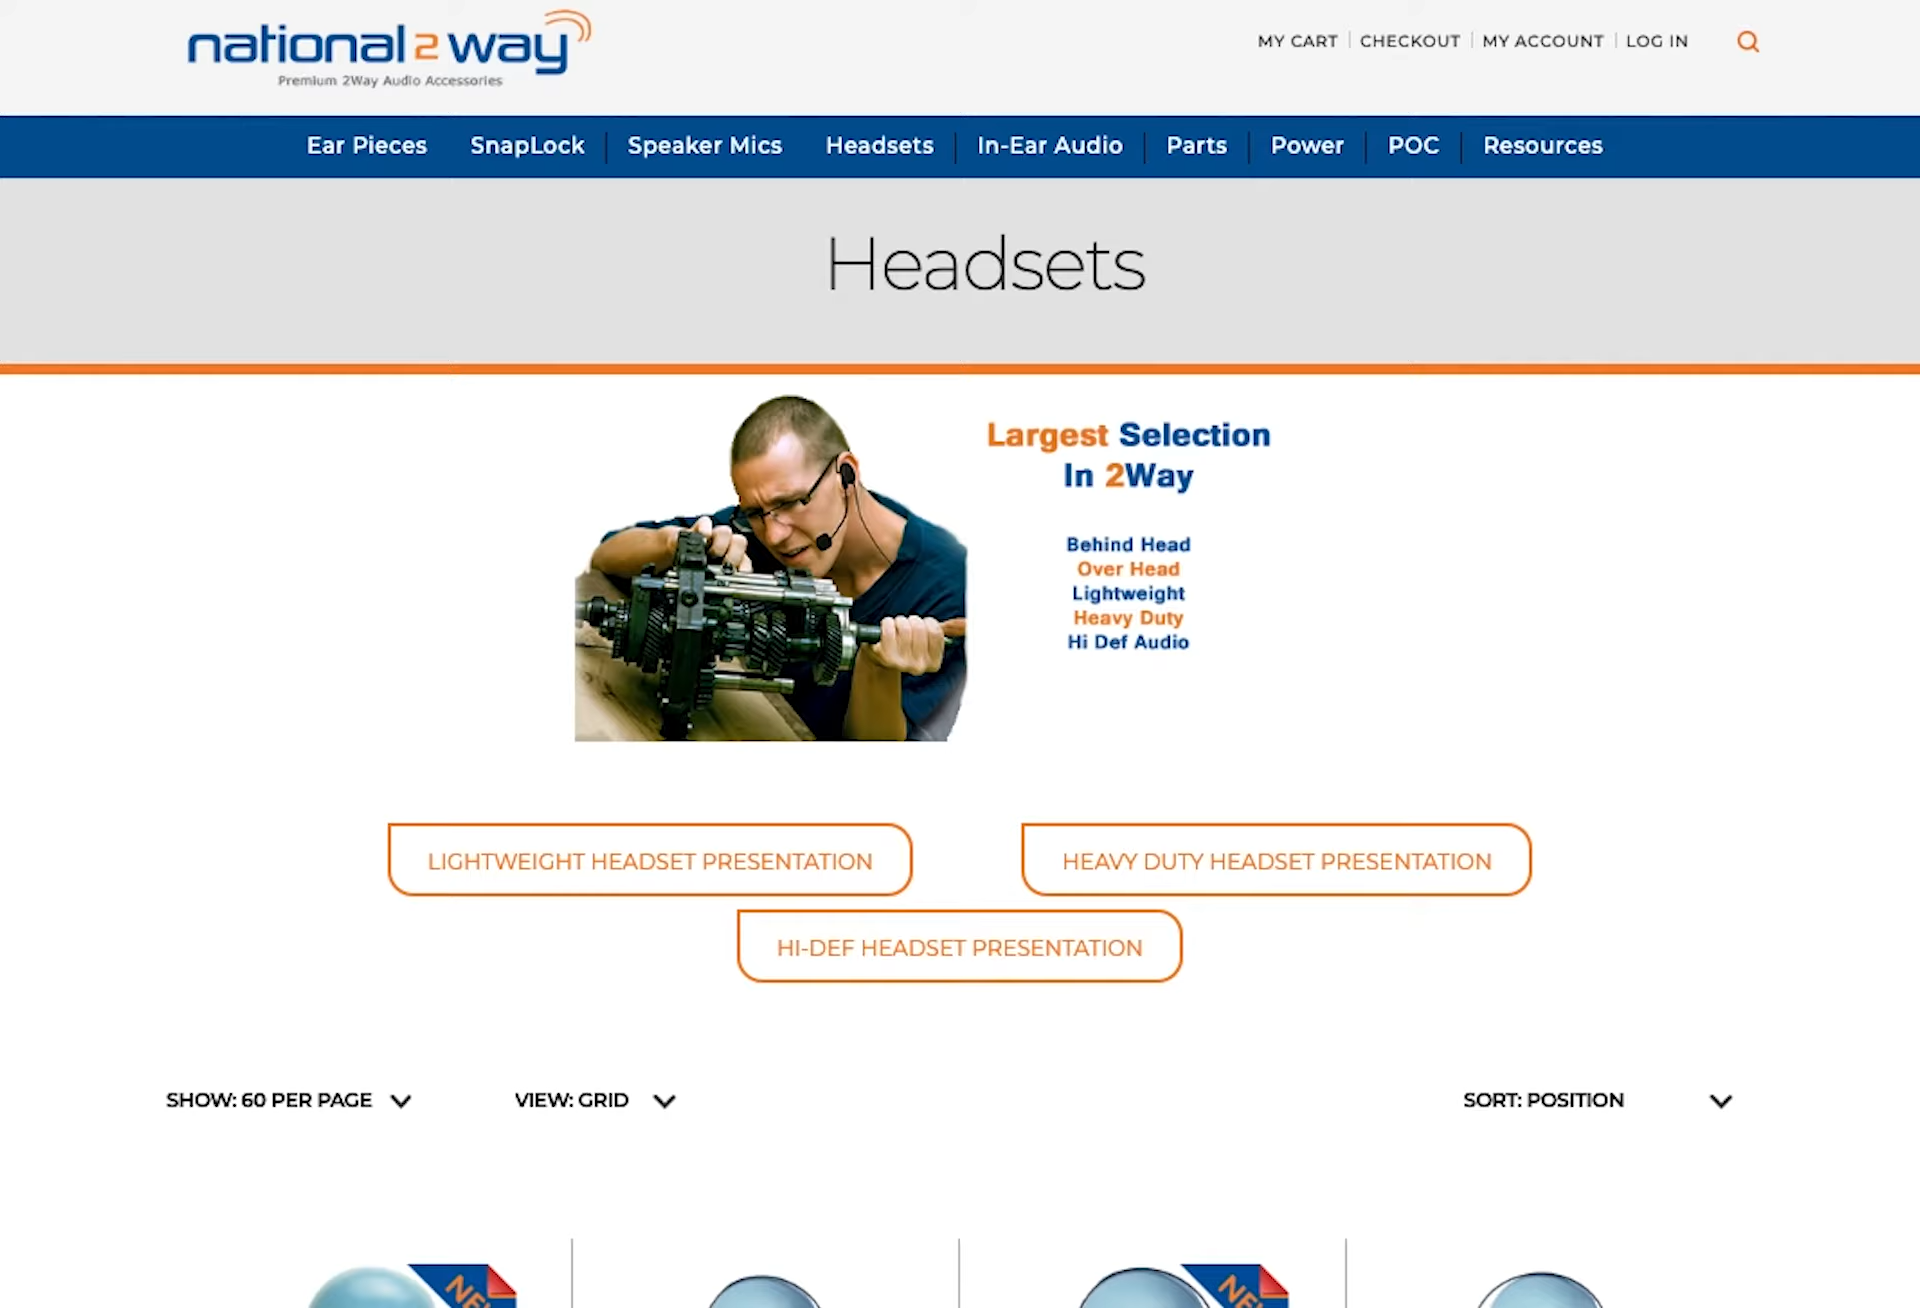 national 2 way
Premium 2Way Audio Accessories
MY CART CHECKOUT MY ACCOUNT LOG IN
Ear Pieces SnapLock Speaker Mics Headsets In-Ear Audio Parts Power POC Resources
Headsets
Largest Selection
In 2Way
Behind Head
Over Head
Lightweight
Heavy Duty
Hi Def Audio
LIGHTWEIGHT HEADSET PRESENTATION
HEAVY DUTY HEADSET PRESENTATION
HI-DEF HEADSET PRESENTATION
SHOW: 60 PER PAGE VIEW: GRID SORT: POSITION